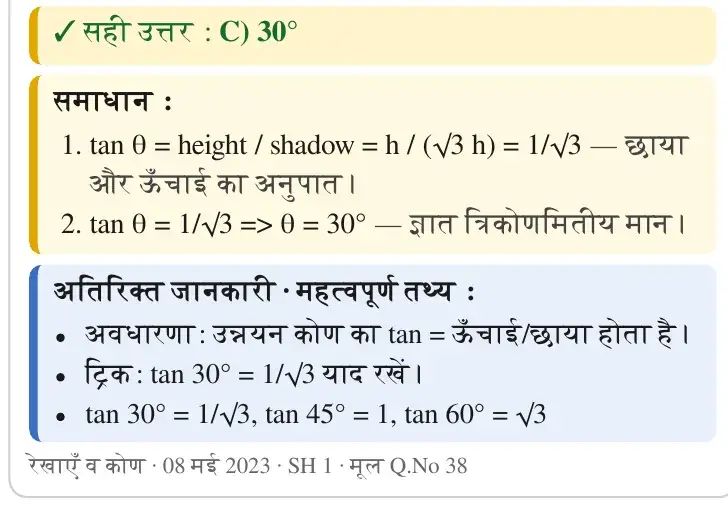 ✓ सही उत्तर : C) 30°
समाधान :
1. tan θ = height / shadow = h / (√3 h) = 1/√3 — छाया
और ऊँचाई का अनुपात।
2. tan θ = 1/√3 => θ = 30° — ज्ञात त्रिकोणमितीय मान।
अतिरिक्त जानकारी · महत्वपूर्ण तथ्य :
• अवधारणा : उन्नयन कोण का tan = ऊँचाई/छाया होता है।
• ट्रिक : tan 30° = 1/√3 याद रखें।
• tan 30° = 1/√3, tan 45° = 1, tan 60° = √3
रेखाएँ व कोण · 08 मई 2023 · SH 1 · मूल Q.No 38